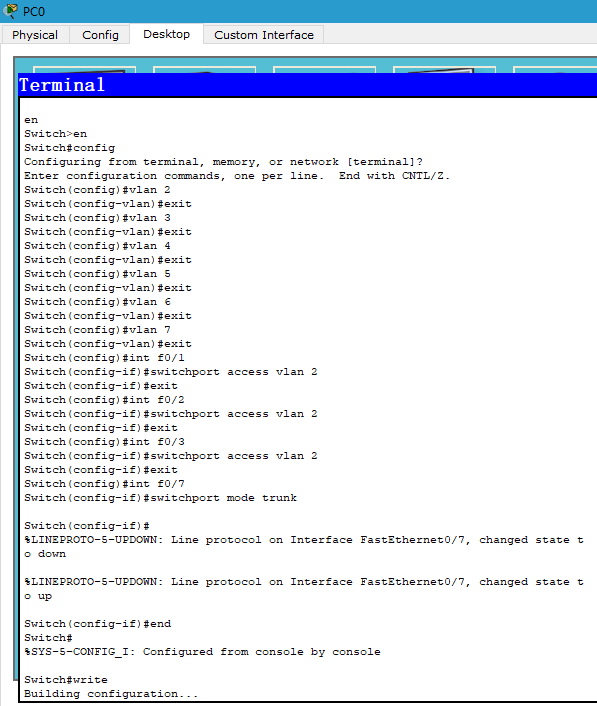 PC0
Physical Config Desktop Custom Interface
Terminal
en
Switch>en
Switch#config
Configuring from terminal, memory, or network [terminal]?
Enter configuration commands, one per line.  End with CNTL/Z.
Switch(config)#vlan 2
Switch(config-vlan)#exit
Switch(config)#vlan 3
Switch(config-vlan)#exit
Switch(config)#vlan 4
Switch(config-vlan)#exit
Switch(config)#vlan 5
Switch(config-vlan)#exit
Switch(config)#vlan 6
Switch(config-vlan)#exit
Switch(config)#vlan 7
Switch(config-vlan)#exit
Switch(config)#int f0/1
Switch(config-if)#switchport access vlan 2
Switch(config-if)#exit
Switch(config)#int f0/2
Switch(config-if)#switchport access vlan 2
Switch(config-if)#exit
Switch(config)#int f0/3
Switch(config-if)#switchport access vlan 2
Switch(config-if)#exit
Switch(config)#int f0/7
Switch(config-if)#switchport mode trunk
Switch(config-if)#
%LINEPROTO-5-UPDOWN: Line protocol on Interface FastEthernet0/7, changed state t
o down
%LINEPROTO-5-UPDOWN: Line protocol on Interface FastEthernet0/7, changed state t
o up
Switch(config-if)#end
Switch#
%SYS-5-CONFIG_I: Configured from console by console
Switch#write
Building configuration...